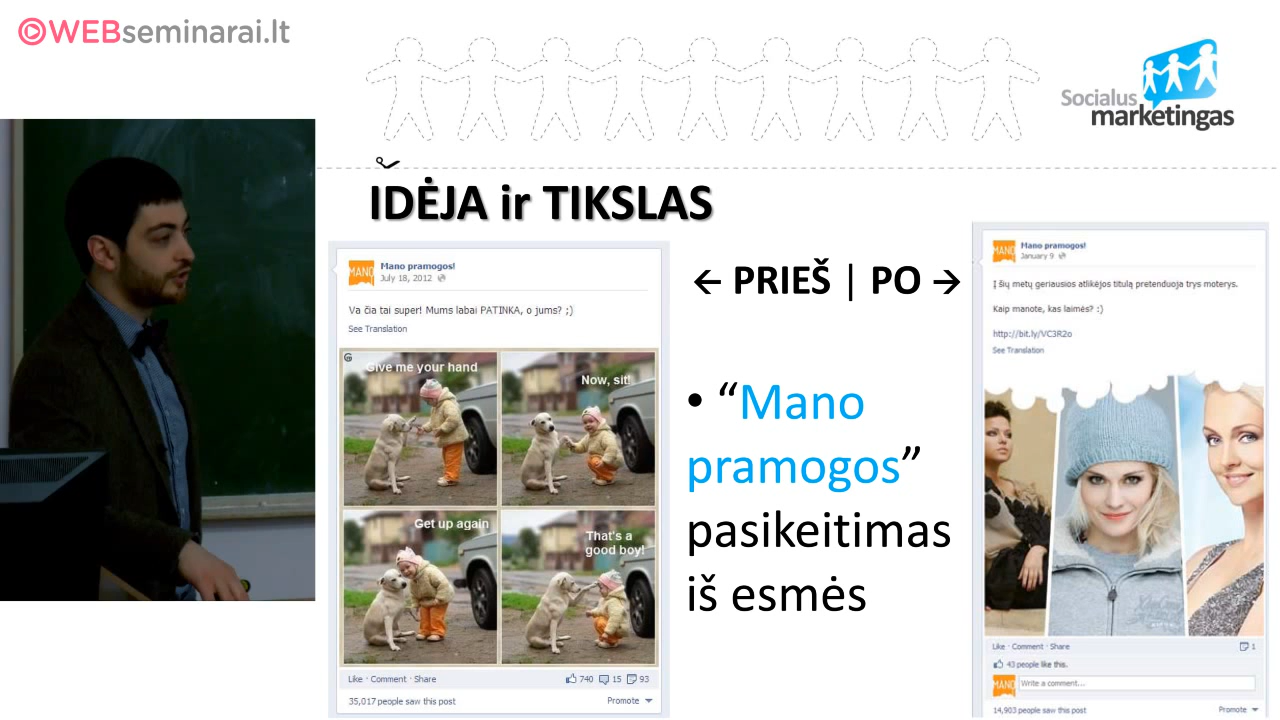 WEBseminarai.lt
Socialus
marketingas
IDĖJA ir TIKSLAS
Mano pramogos!
July 18, 2012
Va čia tai super! Mums labai PATINKA, o jums? ;)
See Translation
MANO
Give me your hand
Now, sit!
Get up again
That's a
good boy!
Like · Comment · Share
740 15 93
35,017 people saw this post
Promote
← PRIEŠ | PO →
• “Mano
pramogos”
pasikeitimas
iš esmės
MANO
Mano pramogos!
January 9
Į šių metų geriausios atlikėjos titulą pretenduoja trys moterys.
Kaip manote, kas laimės? :)
http://bit.ly/VC3R2o
See Translation
Like · Comment · Share
1
43 people like this.
MANO
Write a comment...
14,903 people saw this post
Promote